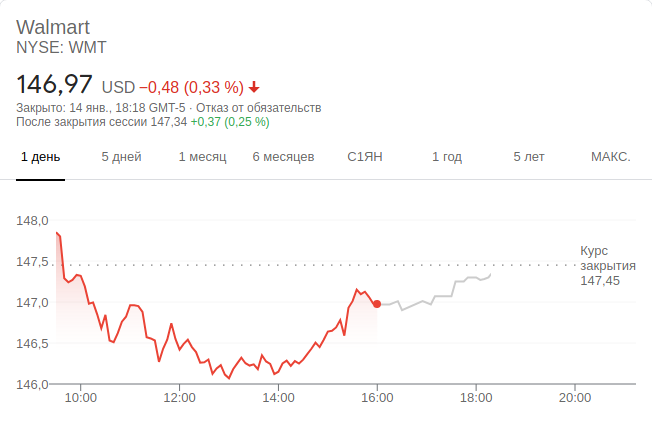 Walmart
NYSE: WMT
146,97 USD −0,48 (0,33 %)
Закрыто: 14 янв., 18:18 GMT-5 · Отказ от обязательств
После закрытия сессии 147,34 +0,37 (0,25 %)
1 день 5 дней 1 месяц 6 месяцев С1ЯН 1 год 5 лет МАКС.
148,0
147,5
147,0
146,5
146,0
Курс
закрытия
147,45
10:00 12:00 14:00 16:00 18:00 20:00